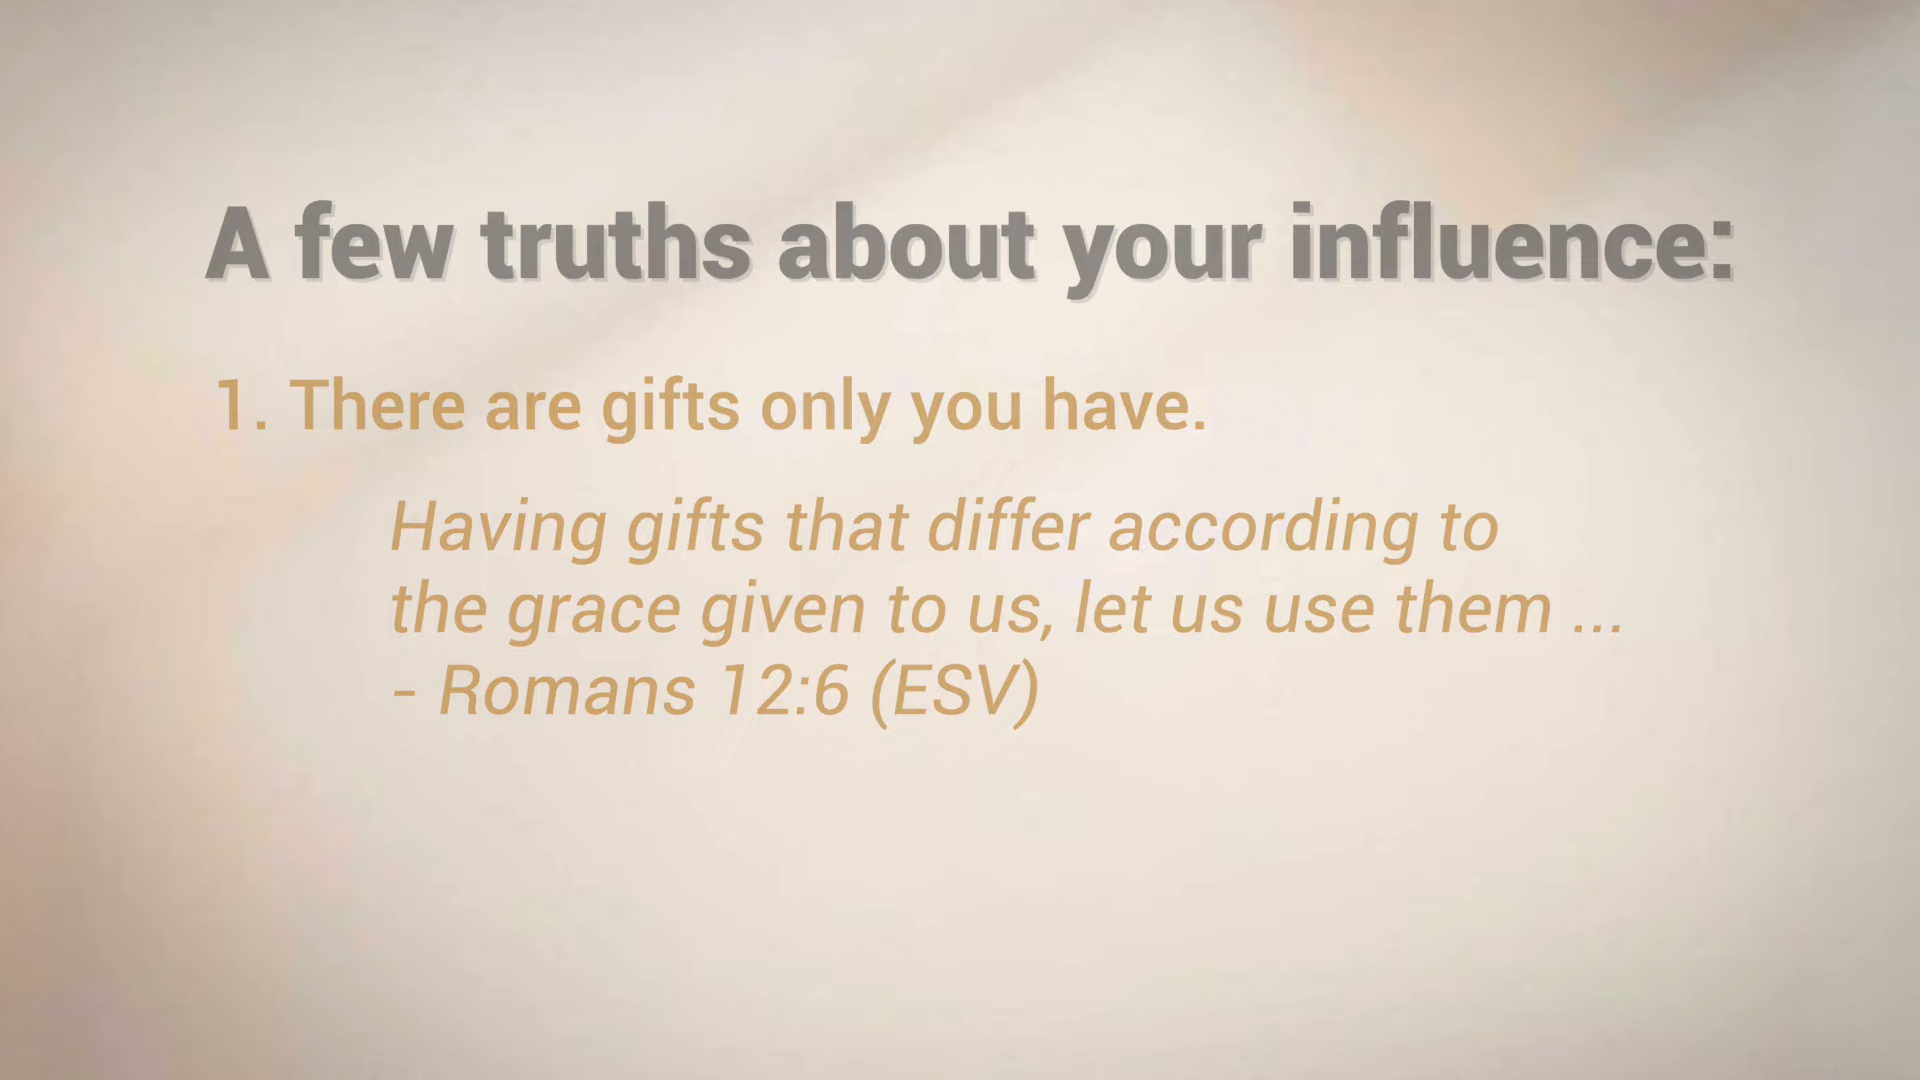 A few truths about your influence:
1. There are gifts only you have.
Having gifts that differ according to
the grace given to us, let us use them ...
- Romans 12:6 (ESV)